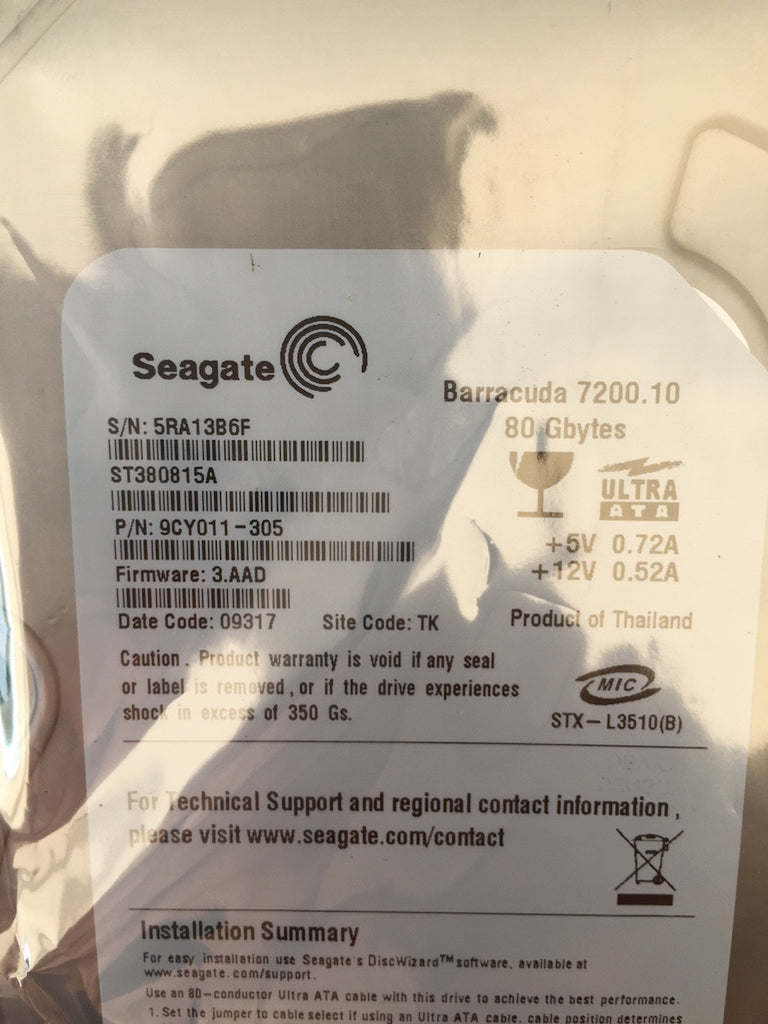 Seagate
Barracuda 7200.10
S/N: 5RA13B6F
80 Gbytes
ST380815A
ULTRA
ATA
P/N: 9CY011-305
+5V 0.72A
+12V 0.52A
Firmware: 3.AAD
Date Code: 09317 Site Code: TK Product of Thailand
Caution. Product warranty is void if any seal
or label is removed, or if the drive experiences
shock in excess of 350 Gs.
MIC
STX-L3510(B)
For Technical Support and regional contact information,
please visit www.seagate.com/contact
Installation Summary
For easy installation use Seagate's DiscWizard™ software, available at
www.seagate.com/support.
Use an 80-conductor Ultra ATA cable with this drive to achieve the best performance.
1. Set the jumper to cable select if using an Ultra ATA cable, cable position determines